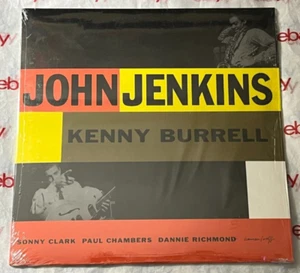 JOHN JENKINS
KENNY BURRELL
SONNY CLARK PAUL CHAMBERS DANNIE RICHMOND